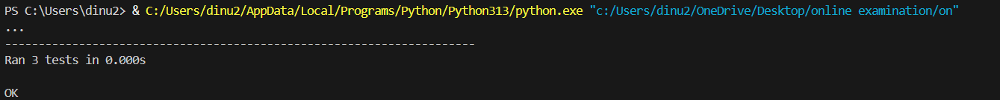 PS C:\Users\dinu2> & C:/Users/dinu2/AppData/Local/Programs/Python/Python313/python.exe "c:/Users/dinu2/OneDrive/Desktop/online examination/on"
...
----------------------------------------------------------------------
Ran 3 tests in 0.000s
OK